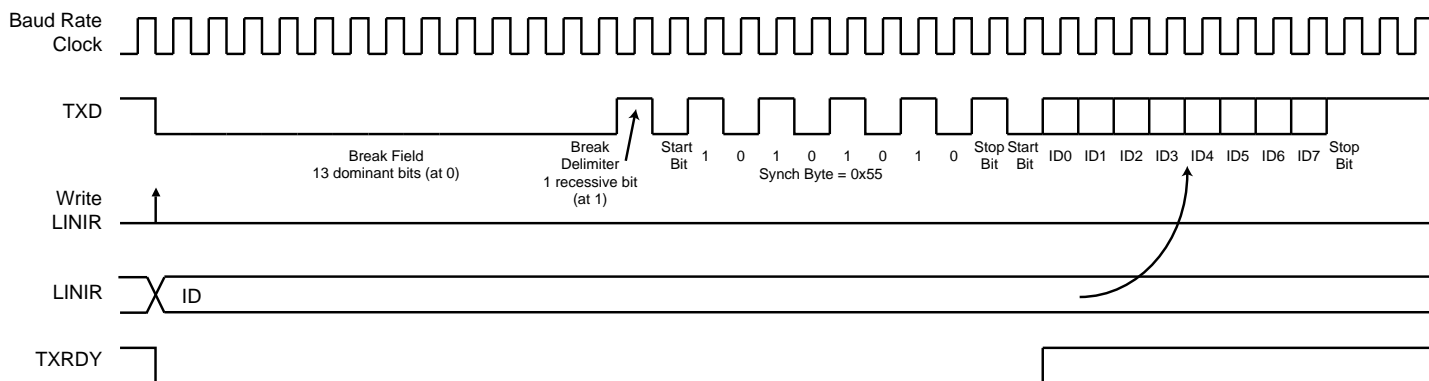 Baud Rate
Clock
TXD
Break Field
13 dominant bits (at 0)
Break
Delimiter
1 recessive bit
(at 1)
Start
Bit
1 0 1 0 1 0 1 0
Synch Byte = 0x55
Stop
Bit
Start
Bit
ID0 ID1 ID2 ID3 ID4 ID5 ID6 ID7
Stop
Bit
Write
LINIR
LINIR
ID
TXRDY